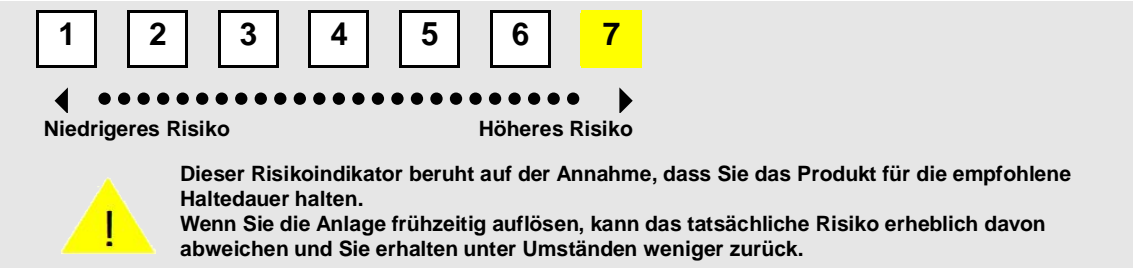 1 2 3 4 5 6 7
Niedrigeres Risiko Höheres Risiko
Dieser Risikoindikator beruht auf der Annahme, dass Sie das Produkt für die empfohlene
Haltedauer halten.
Wenn Sie die Anlage frühzeitig auflösen, kann das tatsächliche Risiko erheblich davon
abweichen und Sie erhalten unter Umständen weniger zurück.
!